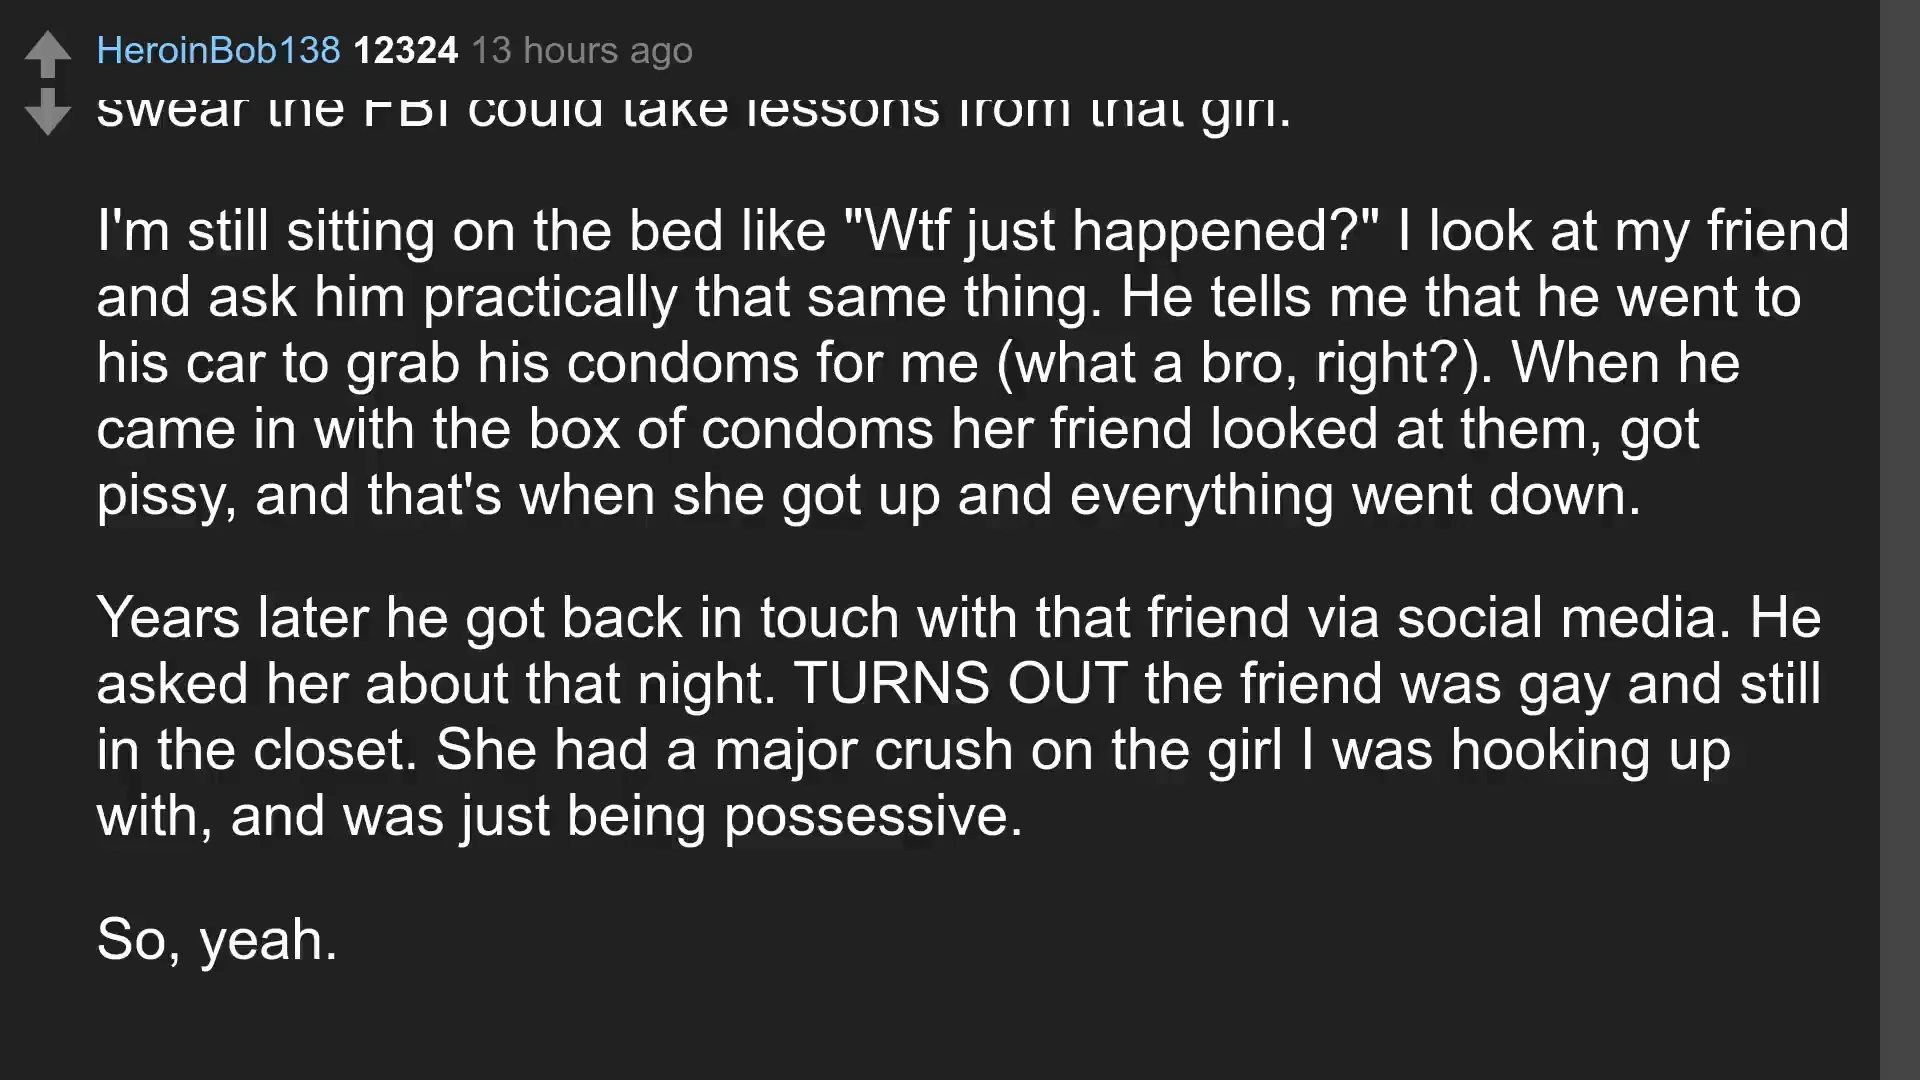 HeroinBob138 12324 13 hours ago
swear the FBI could take lessons from that girl.
I'm still sitting on the bed like "Wtf just happened?" I look at my friend
and ask him practically that same thing. He tells me that he went to
his car to grab his condoms for me (what a bro, right?). When he
came in with the box of condoms her friend looked at them, got
pissy, and that's when she got up and everything went down.
Years later he got back in touch with that friend via social media. He
asked her about that night. TURNS OUT the friend was gay and still
in the closet. She had a major crush on the girl I was hooking up
with, and was just being possessive.
So, yeah.